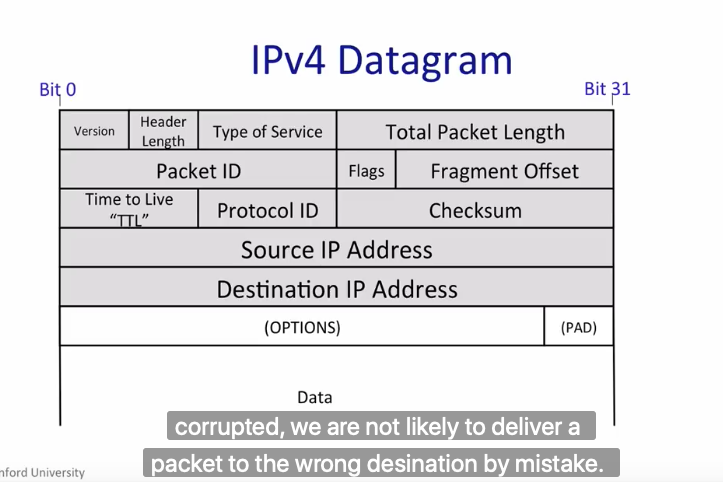 IPv4 Datagram
Bit 0 Bit 31
Version Header Length Type of Service Total Packet Length
Packet ID Flags Fragment Offset
Time to Live "TTL" Protocol ID Checksum
Source IP Address
Destination IP Address
(OPTIONS) (PAD)
Data
corrupted, we are not likely to deliver a
packet to the wrong desination by mistake.
nford University